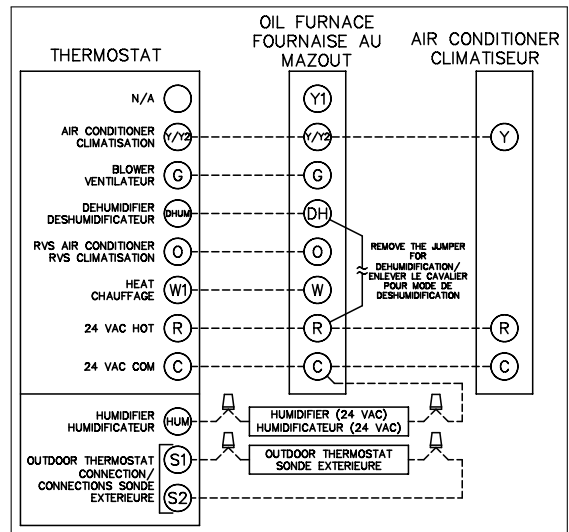 THERMOSTAT
OIL FURNACE
FOURNAISE AU
MAZOUT
AIR CONDITIONER
CLIMATISEUR
N/A
Y1
AIR CONDITIONER
CLIMATISATION
Y/Y2
Y/Y2
Y
BLOWER
VENTILATEUR
G
G
DEHUMIDIFIER
DESHUMIDIFICATEUR
DHUM
DH
RVS AIR CONDITIONER
RVS CLIMATISATION
O
O
REMOVE THE JUMPER
FOR
DEHUMIDIFICATION/
ENLEVER LE CAVALIER
POUR MODE DE
DESHUMIDIFICATION
HEAT
CHAUFFAGE
W1
W
24 VAC HOT
R
R
R
24 VAC COM
C
C
C
HUMIDIFIER
HUMIDIFICATEUR
HUM
HUMIDIFIER (24 VAC)
HUMIDIFICATEUR (24 VAC)
OUTDOOR THERMOSTAT
CONNECTION/
CONNECTIONS SONDE
EXTERIEURE
S1
S2
OUTDOOR THERMOSTAT
SONDE EXTERIEURE